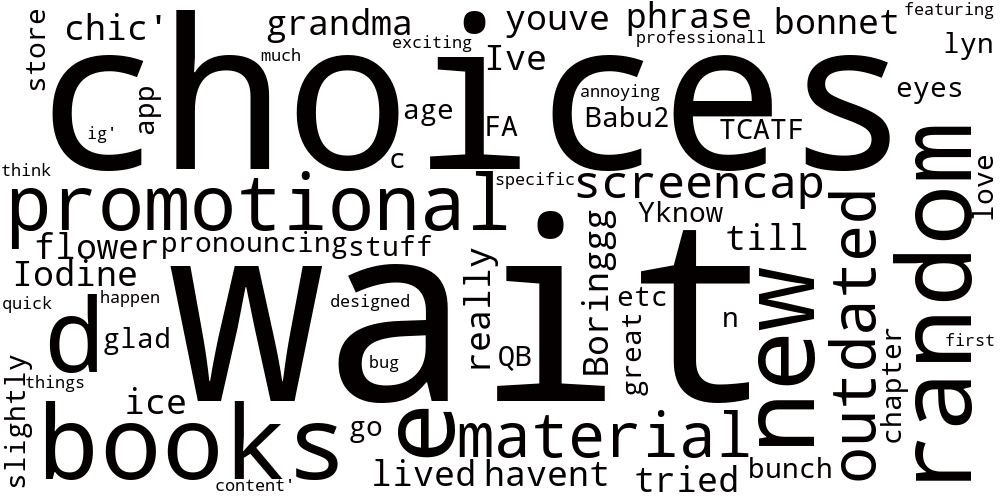 choices
wait
random
books
new
promotional
material
outdated
screencap
d
e
chic'
grandma
youve
phrase
bonnet
featuring
store
exciting
professionall
lyn
much
Ive
app
ig'
age
FA
annoying
Babu2
TCATF
eyes
c
think
specific
Yknow
love
flower
pronouncing
stuff
till
Iodine
really
Boringgg
quick
happen
designed
etc
n
glad
great
bug
QB
chapter
first
things
slightly
ice
go
lived
havent
tried
bunch
content'